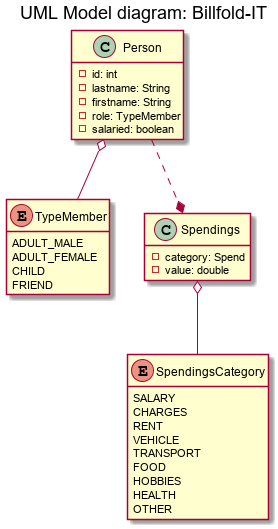 UML Model diagram: Billfold-IT
C Person
id: int
lastname: String
firstname: String
role: TypeMember
salaried: boolean
E TypeMember
ADULT_MALE
ADULT_FEMALE
CHILD
FRIEND
C Spendings
category: Spend
value: double
E SpendingsCategory
SALARY
CHARGES
RENT
VEHICLE
TRANSPORT
FOOD
HOBBIES
HEALTH
OTHER